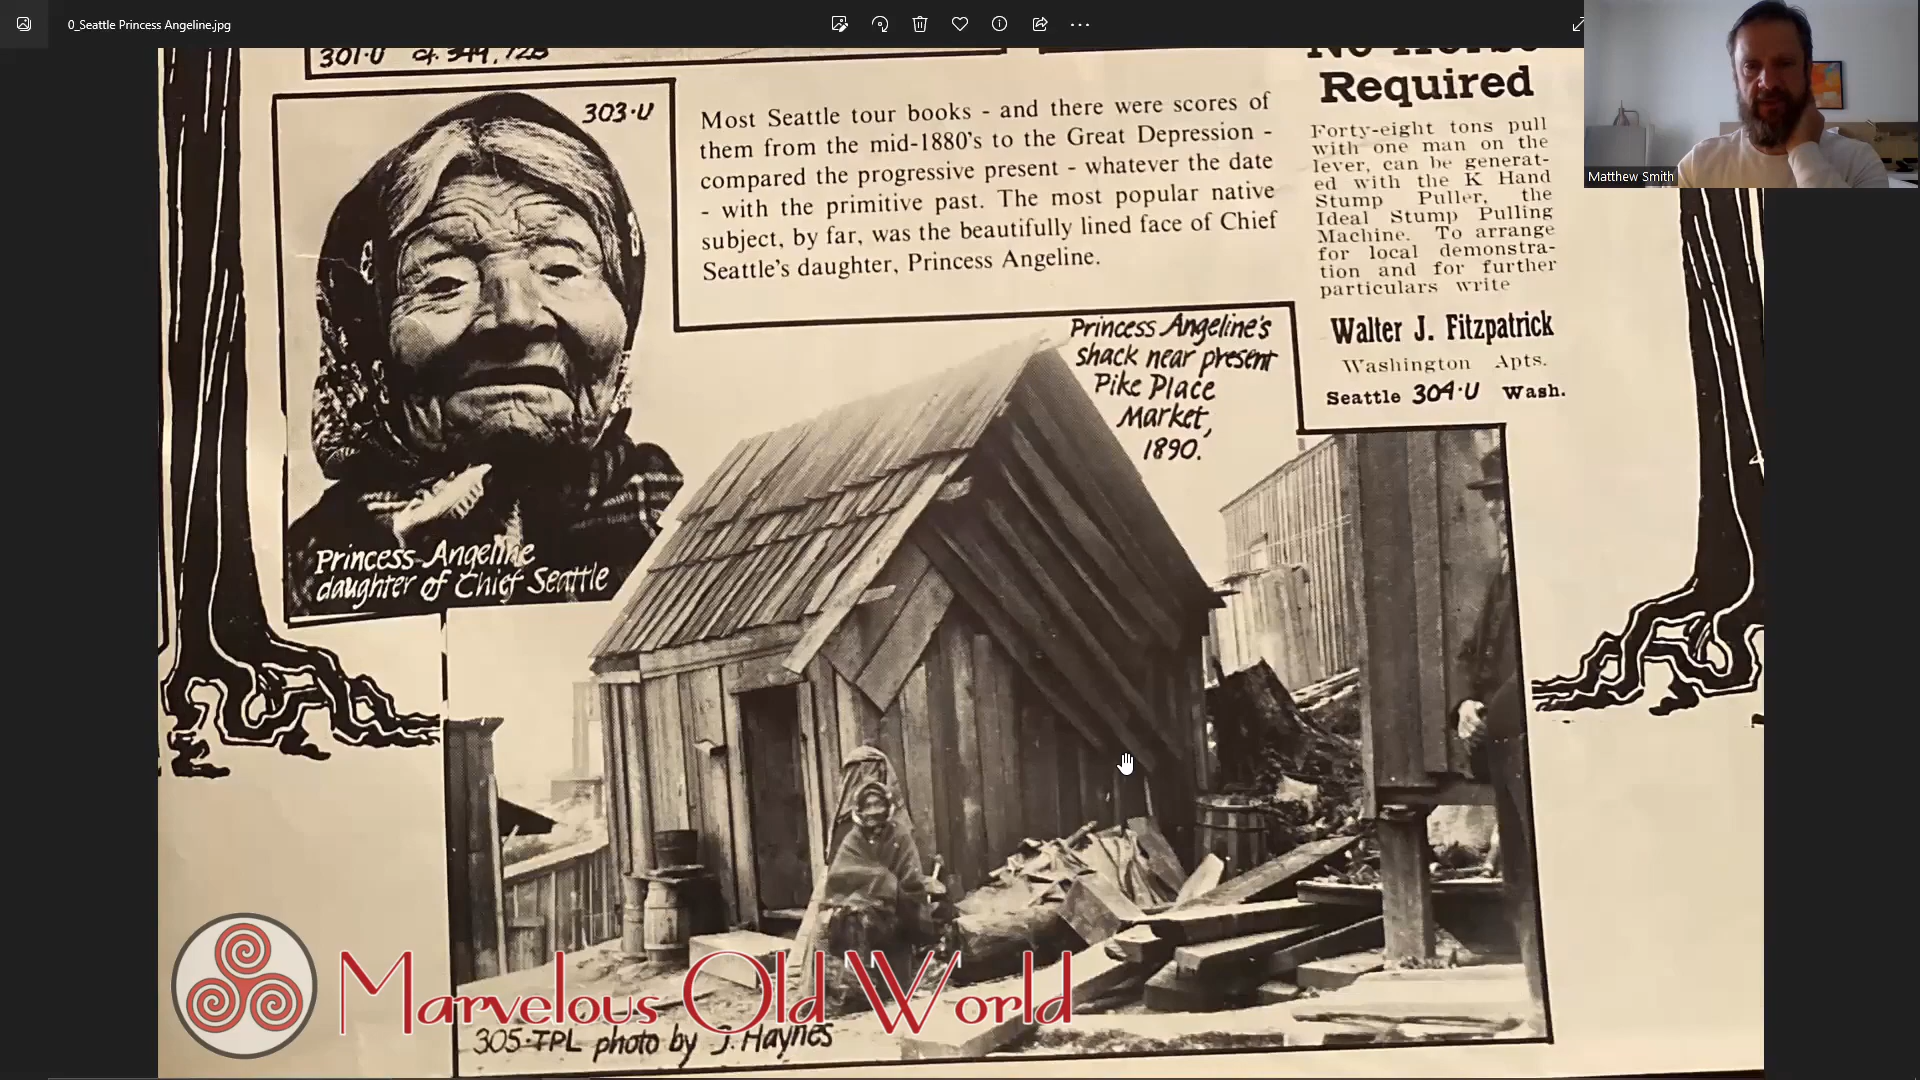 0_Seattle Princess Angeline.jpg
301·U cf. 344, 723
303·U
Most Seattle tour books - and there were scores of
them from the mid-1880's to the Great Depression -
compared the progressive present - whatever the date
- with the primitive past. The most popular native
subject, by far, was the beautifully lined face of Chief
Seattle's daughter, Princess Angeline.
No Horse
Required
Forty-eight tons pull
with one man on the
lever, can be generat-
ed with the K Hand
Stump Puller, the
Ideal Stump Pulling
Machine. To arrange
for local demonstra-
tion and for further
particulars write
Walter J. Fitzpatrick
Washington Apts.
Seattle 304·U Wash.
Matthew Smith
Princess Angeline's
shack near present
Pike Place
Market,
1890.
Princess Angeline
daughter of Chief Seattle
Marvelous Old World
305·TPL photo by J. Haynes